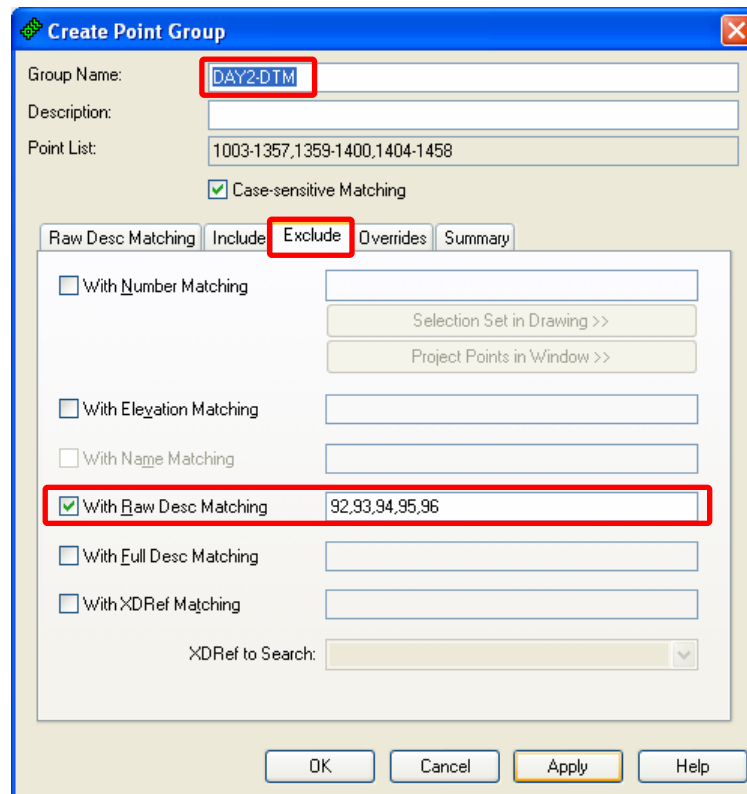 Create Point Group
Group Name: DAY2-DTM
Description:
Point List: 1003-1357,1359-1400,1404-1458
Case-sensitive Matching
Raw Desc Matching Include Exclude Overrides Summary
With Number Matching
Selection Set in Drawing >>
Project Points in Window >>
With Elevation Matching
With Name Matching
With Raw Desc Matching 92,93,94,95,96
With Full Desc Matching
With XDRef Matching
XDRef to Search:
OK Cancel Apply Help